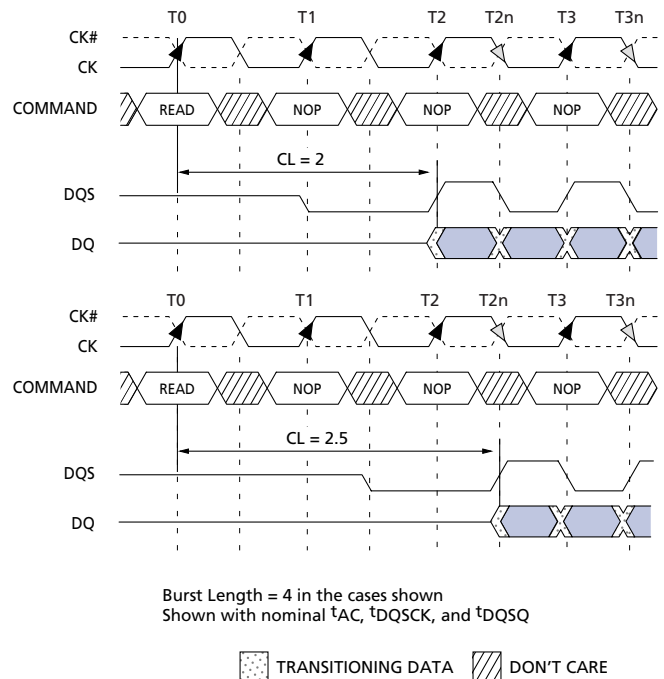 T0 T1 T2 T2n T3 T3n
CK#
CK
COMMAND READ NOP NOP NOP
CL = 2
DQS
DQ
T0 T1 T2 T2n T3 T3n
CK#
CK
COMMAND READ NOP NOP NOP
CL = 2.5
DQS
DQ
Burst Length = 4 in the cases shown
Shown with nominal tAC, tDQSCK, and tDQSQ
TRANSITIONING DATA DON'T CARE